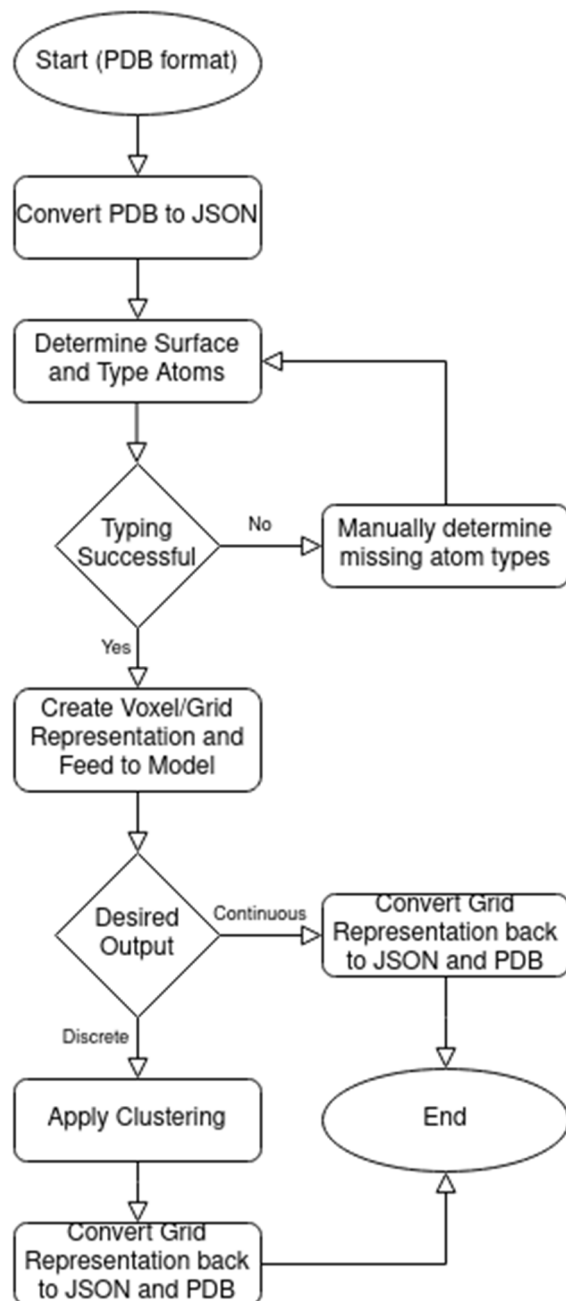 Start (PDB format)
Convert PDB to JSON
Determine Surface
and Type Atoms
Typing
Successful
No
Manually determine
missing atom types
Yes
Create Voxel/Grid
Representation and
Feed to Model
Desired
Output
Continuous
Convert Grid
Representation back
to JSON and PDB
Discrete
Apply Clustering
End
Convert Grid
Representation back
to JSON and PDB